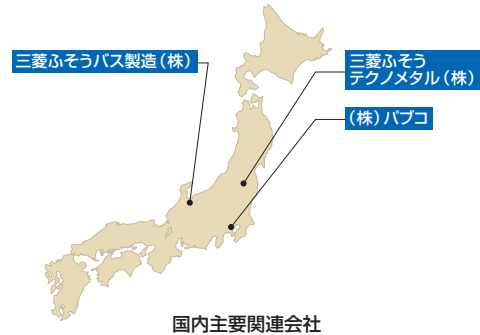 三菱ふそうバス製造（株）
三菱ふそう
テクノメタル（株）
（株）パブコ
国内主要関連会社